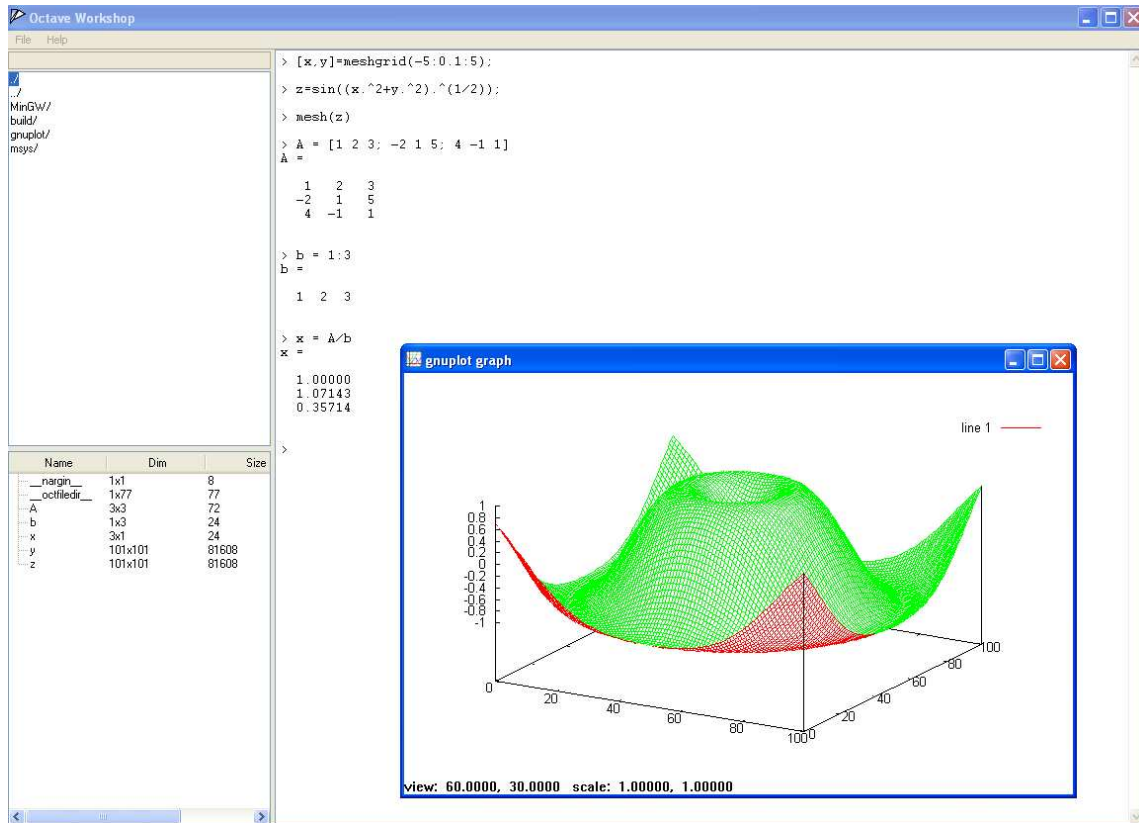 Octave Workshop
File Help
./
../
MinGW/
build/
gnuplot/
msys/
> [x,y]=meshgrid(-5:0.1:5);
> z=sin((x.^2+y.^2).^(1/2));
> mesh(z)
> A = [1 2 3; -2 1 5; 4 -1 1]
A =
1 2 3
-2 1 5
4 -1 1
> b = 1:3
b =
1 2 3
> x = A/b
x =
1.00000
1.07143
0.35714
>
Name Dim Size
__nargin__ 1x1 8
__octfiledir__ 1x77 77
A 3x3 72
b 1x3 24
x 3x1 24
y 101x101 81608
z 101x101 81608
gnuplot graph
line 1
1
0.8
0.6
0.4
0.2
0
-0.2
-0.4
-0.6
-0.8
-1
0 20 40 60 80 100
0 20 40 60 80 100
view: 60.0000, 30.0000 scale: 1.00000, 1.00000